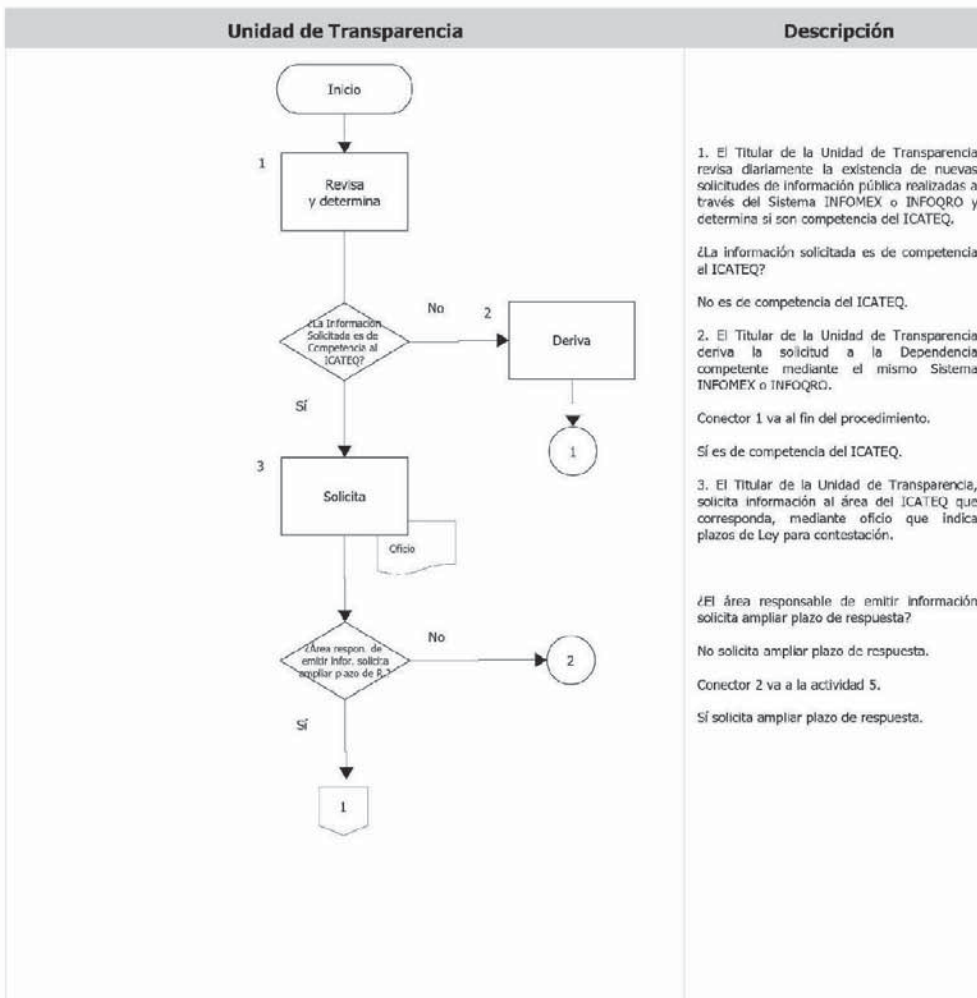 Unidad de Transparencia
Descripción
Inicio
1
Revisa
y determina
¿La Información
Solicitada es de
Competencia al
ICATEQ?
No
2
Deriva
1
Sí
3
Solicita
Oficio
¿Área respon. de
emitir infor. solicita
ampliar plazo de R.?
No
2
Sí
1
1. El Titular de la Unidad de Transparencia
revisa diariamente la existencia de nuevas
solicitudes de información pública realizadas a
través del Sistema INFOMEX o INFOQRO y
determina si son competencia del ICATEQ.
¿La información solicitada es de competencia
al ICATEQ?
No es de competencia del ICATEQ.
2. El Titular de la Unidad de Transparencia
deriva la solicitud a la Dependencia
competente mediante el mismo Sistema
INFOMEX o INFOQRO.
Conector 1 va al fin del procedimiento.
Sí es de competencia del ICATEQ.
3. El Titular de la Unidad de Transparencia,
solicita información al área del ICATEQ que
corresponda, mediante oficio que indica
plazos de Ley para contestación.
¿El área responsable de emitir información
solicita ampliar plazo de respuesta?
No solicita ampliar plazo de respuesta.
Conector 2 va a la actividad 5.
Sí solicita ampliar plazo de respuesta.